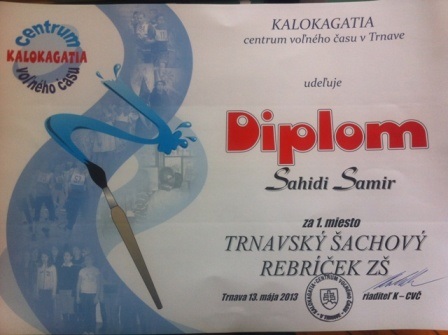 centrum
KALOKAGATIA
voľného času
KALOKAGATIA
centrum voľného času v Trnave
udeľuje
Diplom
Sahidi Samir
za 1. miesto
TRNAVSKÝ ŠACHOVÝ
REBRÍČEK ZŠ
Trnava 13. mája 2013
riaditeľ K – CVČ